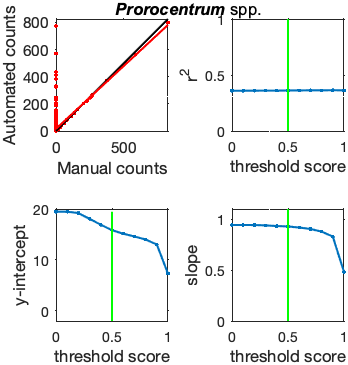 Prorocentrum spp.
Automated counts
800
600
400
200
0
0
500
Manual counts
r2
1
0.5
0
0
0.5
1
threshold score
y-intercept
20
10
0
0
0.5
1
threshold score
slope
1
0.5
0
0
0.5
1
threshold score